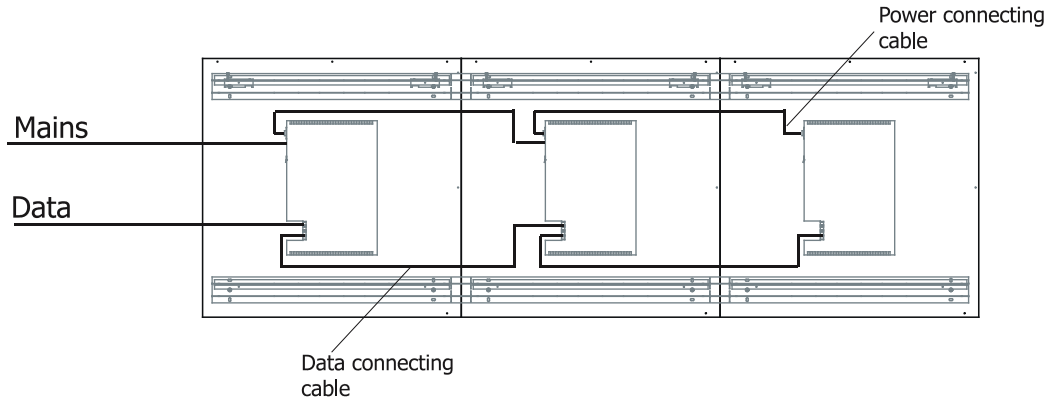 Power connecting
cable
Mains
Data
Data connecting
cable